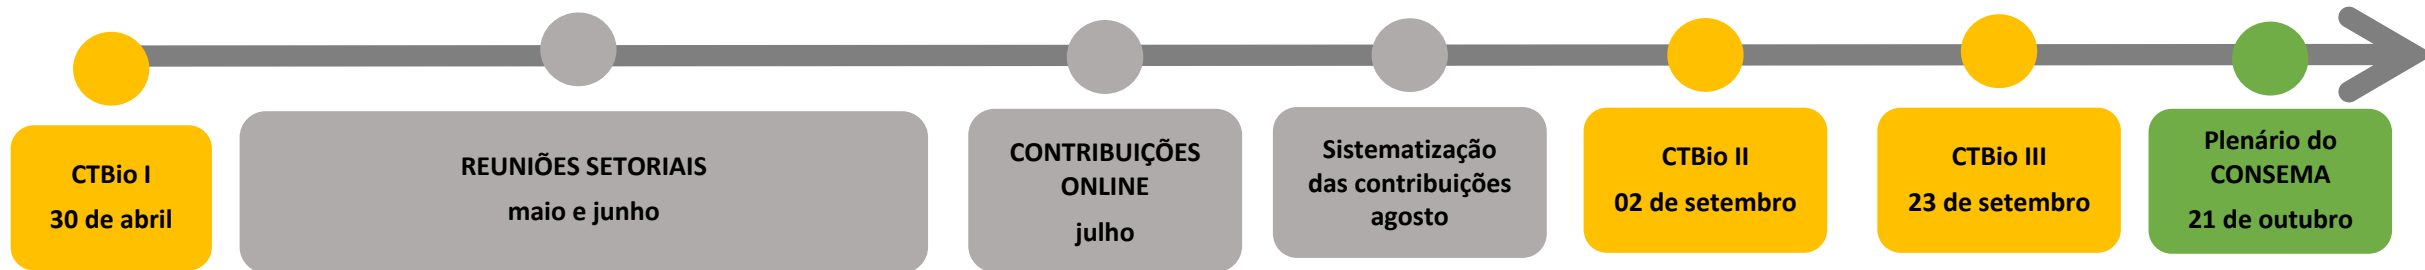 CTBio I
30 de abril
REUNIÕES SETORIAIS
maio e junho
CONTRIBUIÇÕES
ONLINE
julho
Sistematização
das contribuições
agosto
CTBio II
02 de setembro
CTBio III
23 de setembro
Plenário do
CONSEMA
21 de outubro